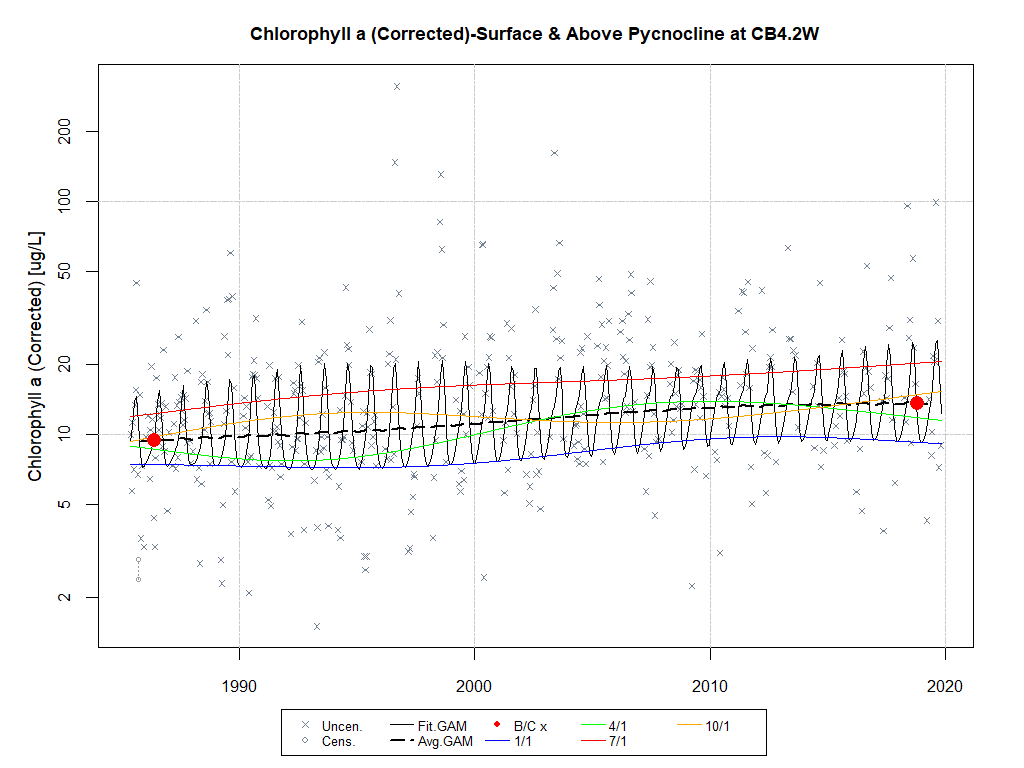 Chlorophyll a (Corrected)-Surface & Above Pycnocline at CB4.2W
Chlorophyll a (Corrected) [ug/L]
200
100
50
20
10
5
2
1990 2000 2010 2020
Uncen. Fit.GAM B/C x 4/1 10/1
Cens. Avg.GAM 1/1 7/1